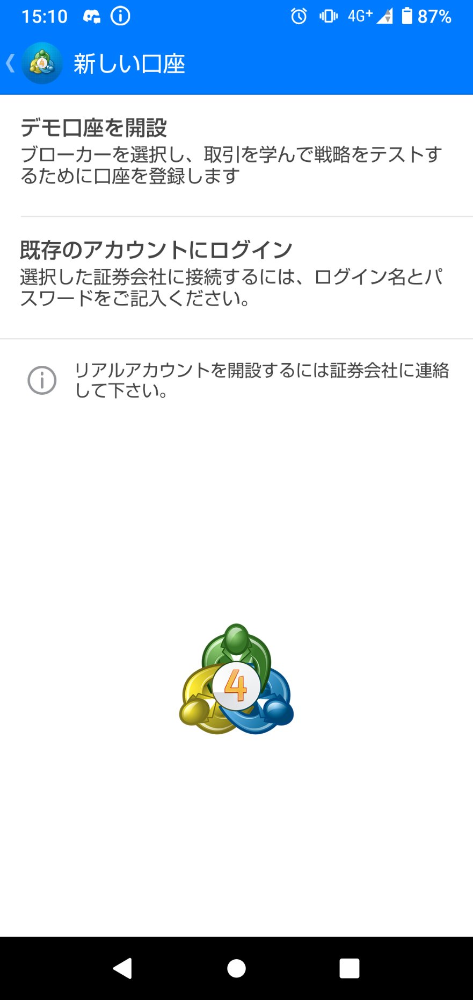 15:10
4G+
87%
新しい口座
デモ口座を開設
ブローカーを選択し、取引を学んで戦略をテストす
るために口座を登録します
既存のアカウントにログイン
選択した証券会社に接続するには、ログイン名とパ
スワードをご記入ください。
リアルアカウントを開設するには証券会社に連絡
して下さい。
4